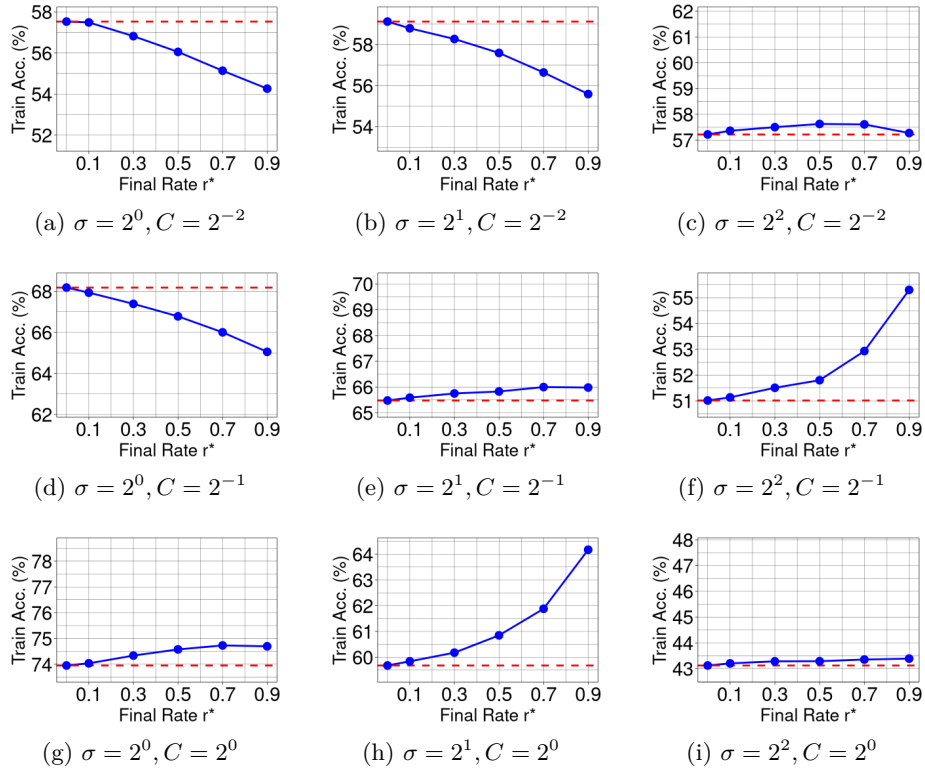 58
56
54
52
Train Acc. (%)
0.1 0.3 0.5 0.7 0.9
Final Rate r*
(a) σ = 2^0, C = 2^−2
58
56
54
Train Acc. (%)
0.1 0.3 0.5 0.7 0.9
Final Rate r*
(b) σ = 2^1, C = 2^−2
62
61
60
59
58
57
Train Acc. (%)
0.1 0.3 0.5 0.7 0.9
Final Rate r*
(c) σ = 2^2, C = 2^−2
68
66
64
62
Train Acc. (%)
0.1 0.3 0.5 0.7 0.9
Final Rate r*
(d) σ = 2^0, C = 2^−1
70
69
68
67
66
65
Train Acc. (%)
0.1 0.3 0.5 0.7 0.9
Final Rate r*
(e) σ = 2^1, C = 2^−1
55
54
53
52
51
Train Acc. (%)
0.1 0.3 0.5 0.7 0.9
Final Rate r*
(f) σ = 2^2, C = 2^−1
78
77
76
75
74
Train Acc. (%)
0.1 0.3 0.5 0.7 0.9
Final Rate r*
(g) σ = 2^0, C = 2^0
64
63
62
61
60
Train Acc. (%)
0.1 0.3 0.5 0.7 0.9
Final Rate r*
(h) σ = 2^1, C = 2^0
48
47
46
45
44
43
Train Acc. (%)
0.1 0.3 0.5 0.7 0.9
Final Rate r*
(i) σ = 2^2, C = 2^0